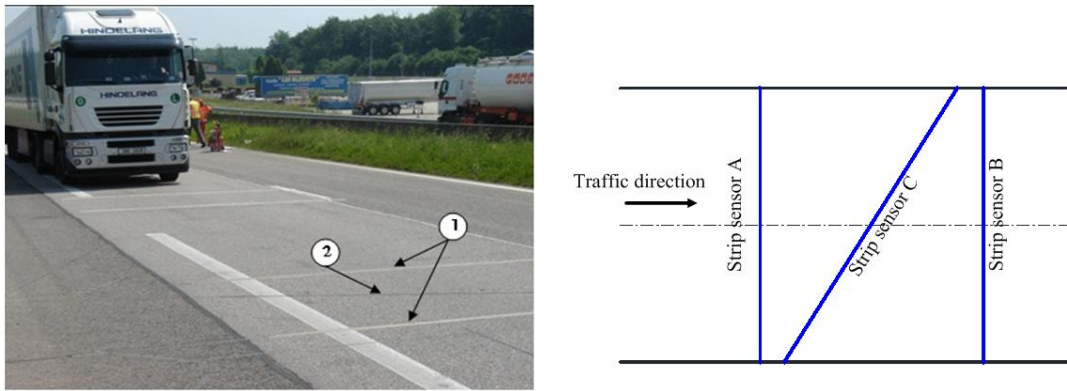 HINDELANG
HINDELANG
1
2
Traffic direction
Strip sensor A
Strip sensor C
Strip sensor B